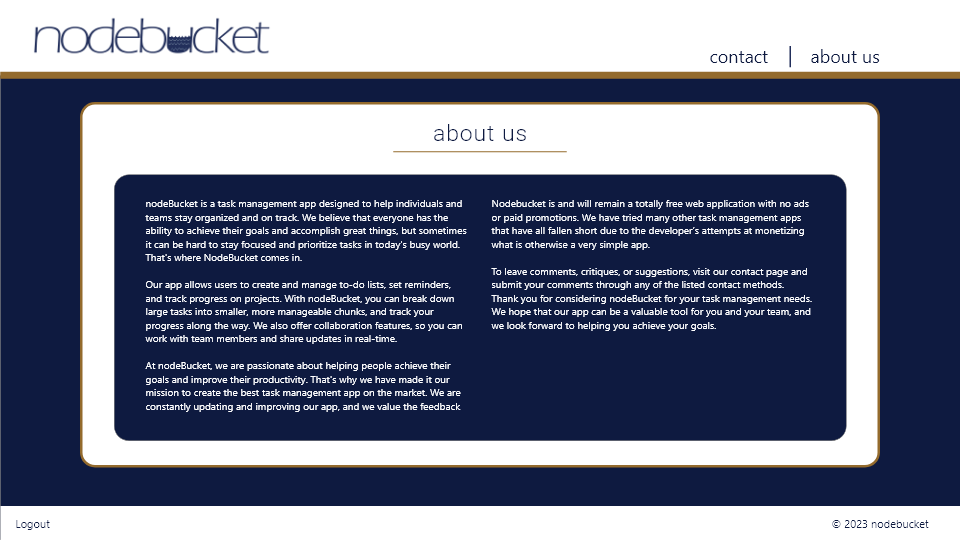 nodebucket
contact | about us
about us
nodeBucket is a task management app designed to help individuals and
teams stay organized and on track. We believe that everyone has the
ability to achieve their goals and accomplish great things, but sometimes
it can be hard to stay focused and prioritize tasks in today's busy world.
That's where NodeBucket comes in.
Our app allows users to create and manage to-do lists, set reminders,
and track progress on projects. With nodeBucket, you can break down
large tasks into smaller, more manageable chunks, and track your
progress along the way. We also offer collaboration features, so you can
work with team members and share updates in real-time.
At nodeBucket, we are passionate about helping people achieve their
goals and improve their productivity. That's why we have made it our
mission to create the best task management app on the market. We are
constantly updating and improving our app, and we value the feedback
Nodebucket is and will remain a totally free web application with no ads
or paid promotions. We have tried many other task management apps
that have all fallen short due to the developer's attempts at monetizing
what is otherwise a very simple app.
To leave comments, critiques, or suggestions, visit our contact page and
submit your comments through any of the listed contact methods.
Thank you for considering nodeBucket for your task management needs.
We hope that our app can be a valuable tool for you and your team, and
we look forward to helping you achieve your goals.
Logout
© 2023 nodebucket